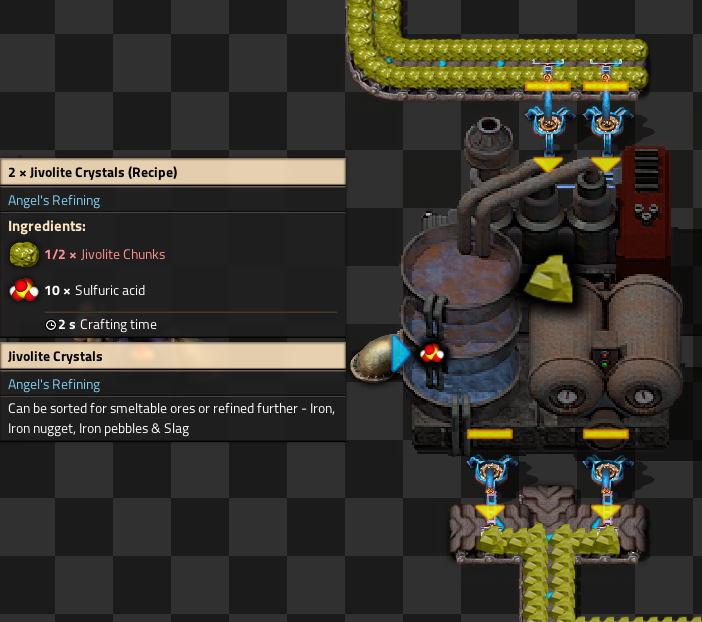 2 × Jivolite Crystals (Recipe)
Angel's Refining
Ingredients:
1/2 × Jivolite Chunks
10 × Sulfuric acid
2 s Crafting time
Jivolite Crystals
Angel's Refining
Can be sorted for smeltable ores or refined further - Iron,
Iron nugget, Iron pebbles & Slag